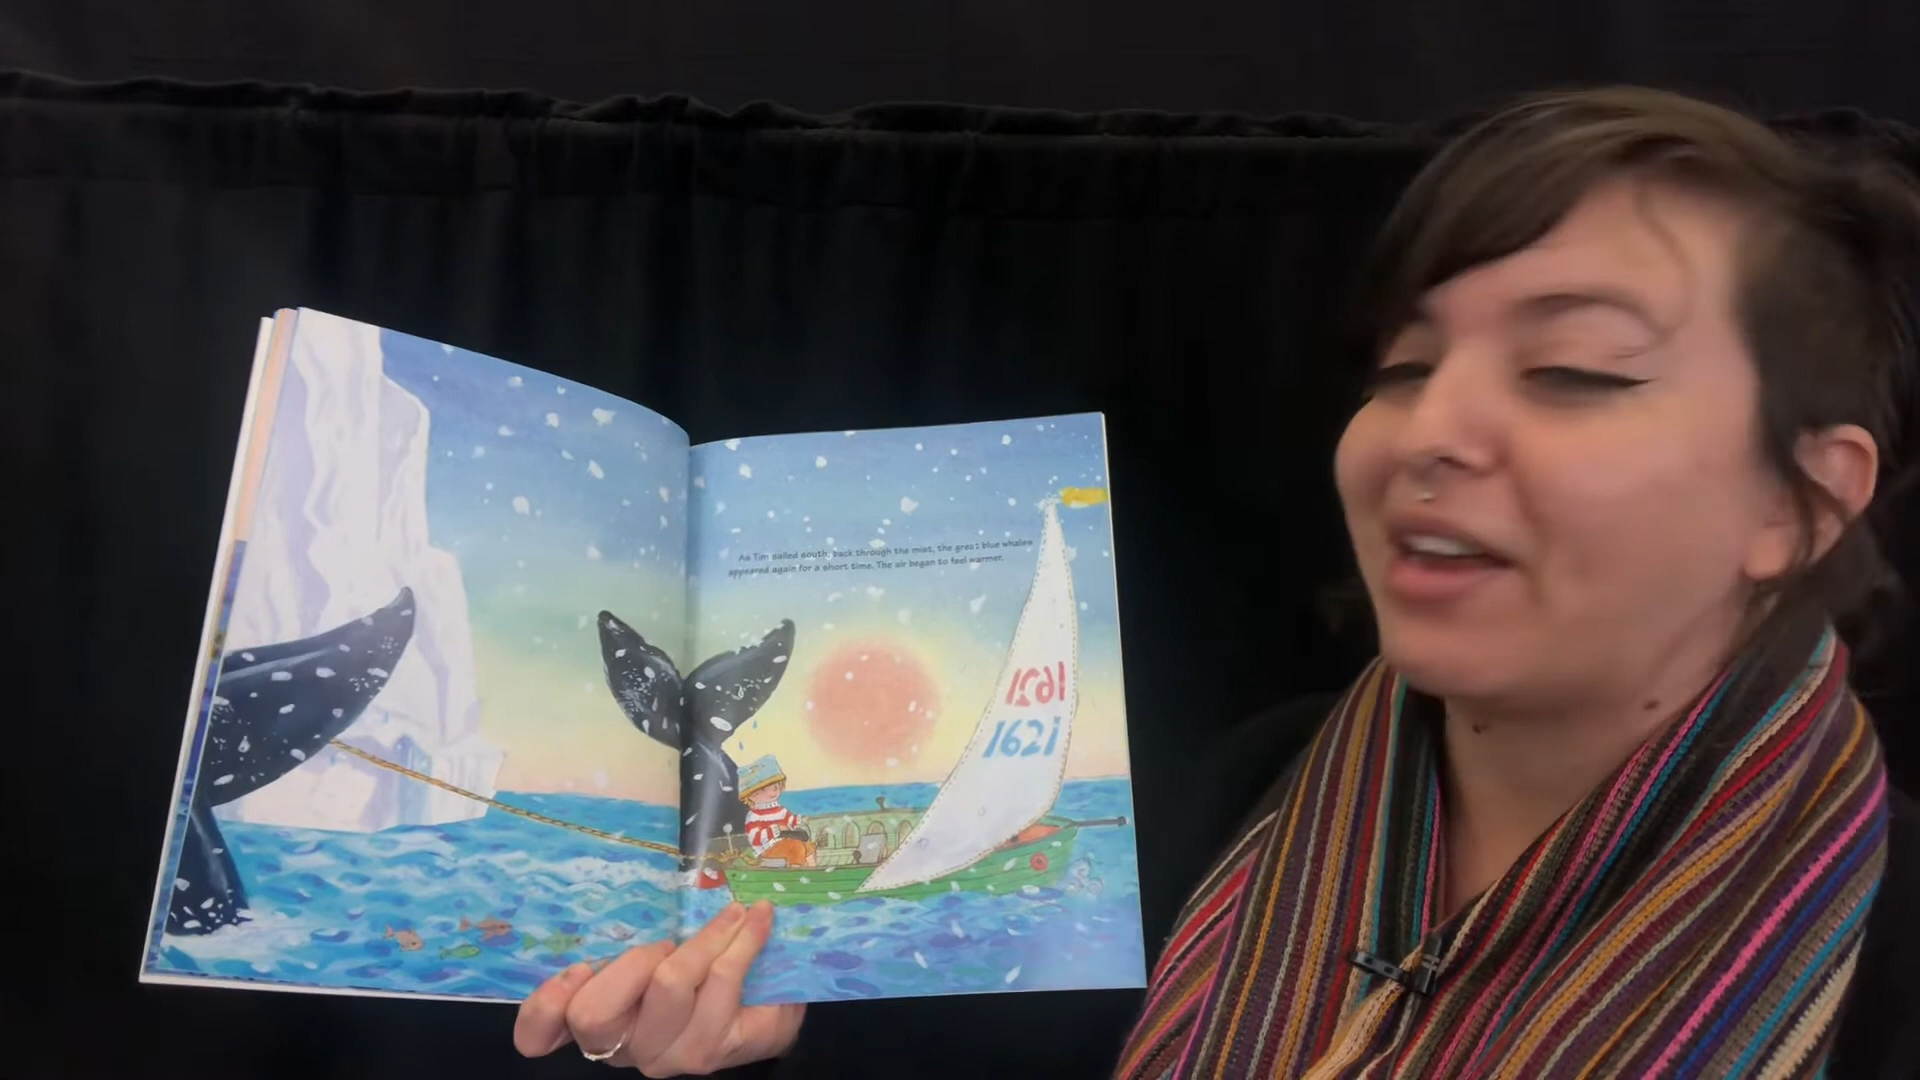 As Tim sailed south, back through the mist, the great blue whales
appeared again for a short time. The air began to feel warmer.
1621
1621